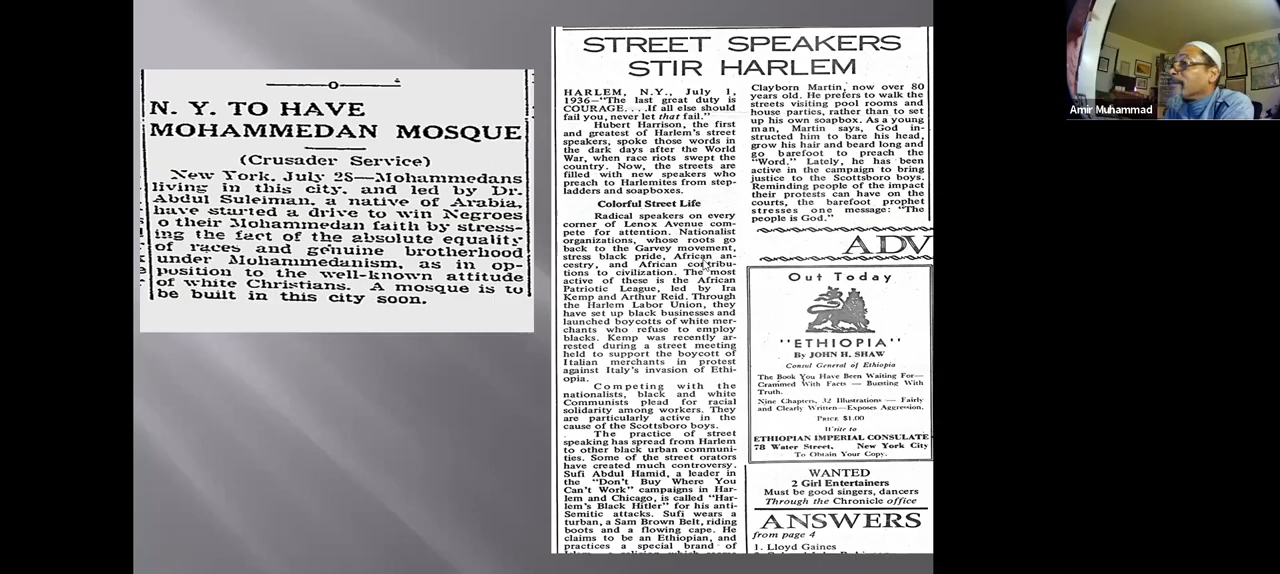 N. Y. TO HAVE
MOHAMMEDAN MOSQUE
(Crusader Service)
New York, July 28—Mohammedans
living in this city, and led by Dr.
Abdul Suleiman, a native of Arabia,
have started a drive to win Negroes
o their Mohammedan faith by stress-
ing the fact of the absolute equality
of races and genuine brotherhood
under Mohammedanism, as in op-
position to the well-known attitude
of white Christians. A mosque is to
be built in this city soon.
STREET SPEAKERS
STIR HARLEM
HARLEM, N.Y., July 1,
1936—"The last great duty is
COURAGE. . . If all else should
fail you, never let that fail."
Hubert Harrison, the first
and greatest of Harlem's street
speakers, spoke those words in
the dark days after the World
War, when race riots swept the
country. Now, the streets are
filled with new speakers who
preach to Harlemites from step-
ladders and soapboxes.
Colorful Street Life
Radical speakers on every
corner of Lenox Avenue com-
pete for attention. Nationalist
organizations, whose roots go
back to the Garvey movement,
stress black pride, African an-
cestry, and African contribu-
tions to civilization. The most
active of these is the African
Patriotic League, led by Ira
Kemp and Arthur Reid. Through
the Harlem Labor Union, they
have set up black businesses and
launched boycotts of white mer-
chants who refuse to employ
blacks. Kemp was recently ar-
rested during a street meeting
held to support the boycott of
Italian merchants in protest
against Italy's invasion of Ethi-
opia.
Competing with the
nationalists, black and white
Communists plead for racial
solidarity among workers. They
are particularly active in the
cause of the Scottsboro boys.
The practice of street
speaking has spread from Harlem
to other black urban communi-
ties. Some of the street orators
have created much controversy.
Sufi Abdul Hamid, a leader in
the "Don't Buy Where You
Can't Work" campaigns in Har-
lem and Chicago, is called "Har-
lem's Black Hitler" for his anti-
Semitic attacks. Sufi wears a
turban, a Sam Brown Belt, riding
boots and a flowing cape. He
claims to be an Ethiopian, and
practices a special brand of
Clayborn Martin, now over 80
years old. He prefers to walk the
streets visiting pool rooms and
house parties, rather than to set
up his own soapbox. As a young
man, Martin says, God in-
structed him to bare his head,
grow his hair and beard long and
go barefoot to preach the
"Word." Lately, he has been
active in the campaign to bring
justice to the Scottsboro boys.
Reminding people of the impact
their protests can have on the
courts, the barefoot prophet
stresses one message: "The
people is God."
ADV
Out Today
"ETHIOPIA"
By JOHN H. SHAW
Consul General of Ethiopia
The Book You Have Been Waiting For—
Crammed With Facts — Bursting With
Truth.
Nine Chapters, 32 Illustrations — Fairly
and Clearly Written—Exposes Aggression.
PRICE $1.00
Write to
ETHIOPIAN IMPERIAL CONSULATE
78 Water Street, New York City
To Obtain Your Copy.
WANTED
2 Girl Entertainers
Must be good singers, dancers
Through the Chronicle office
ANSWERS
from page 4
1. Lloyd Gaines
Amir Muhammad